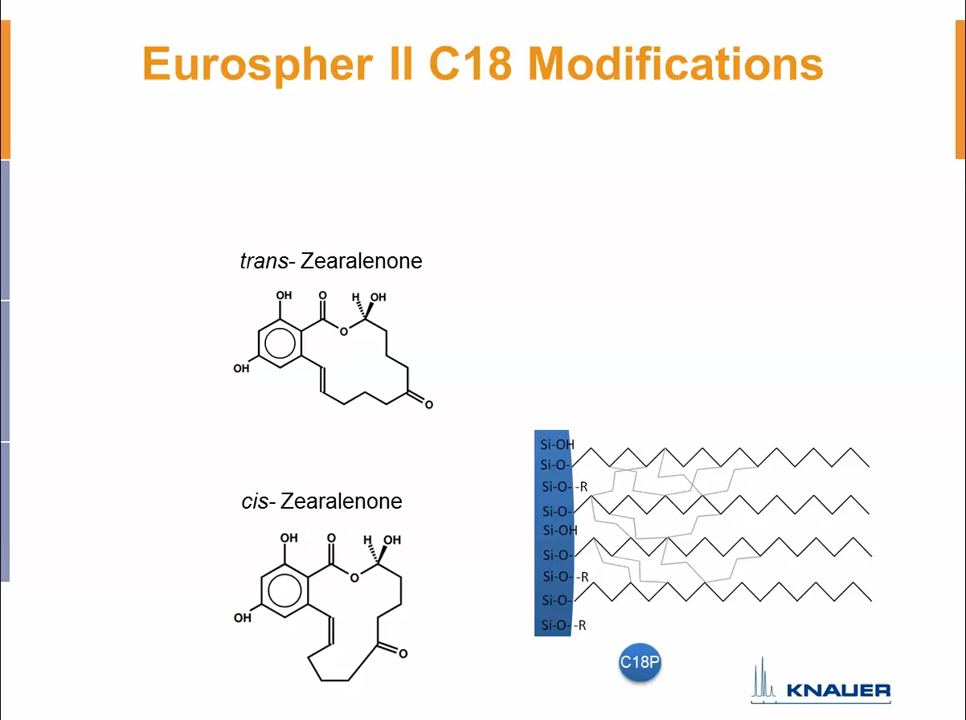 Eurospher II C18 Modifications
trans- Zearalenone
OH O H OH
O
OH
O
cis- Zearalenone
OH O H OH
O
OH
O
Si-OH
Si-O-
Si-O- -R
Si-O-
Si-OH
Si-O-
Si-O- -R
Si-O-
Si-O- -R
C18P
KNAUER